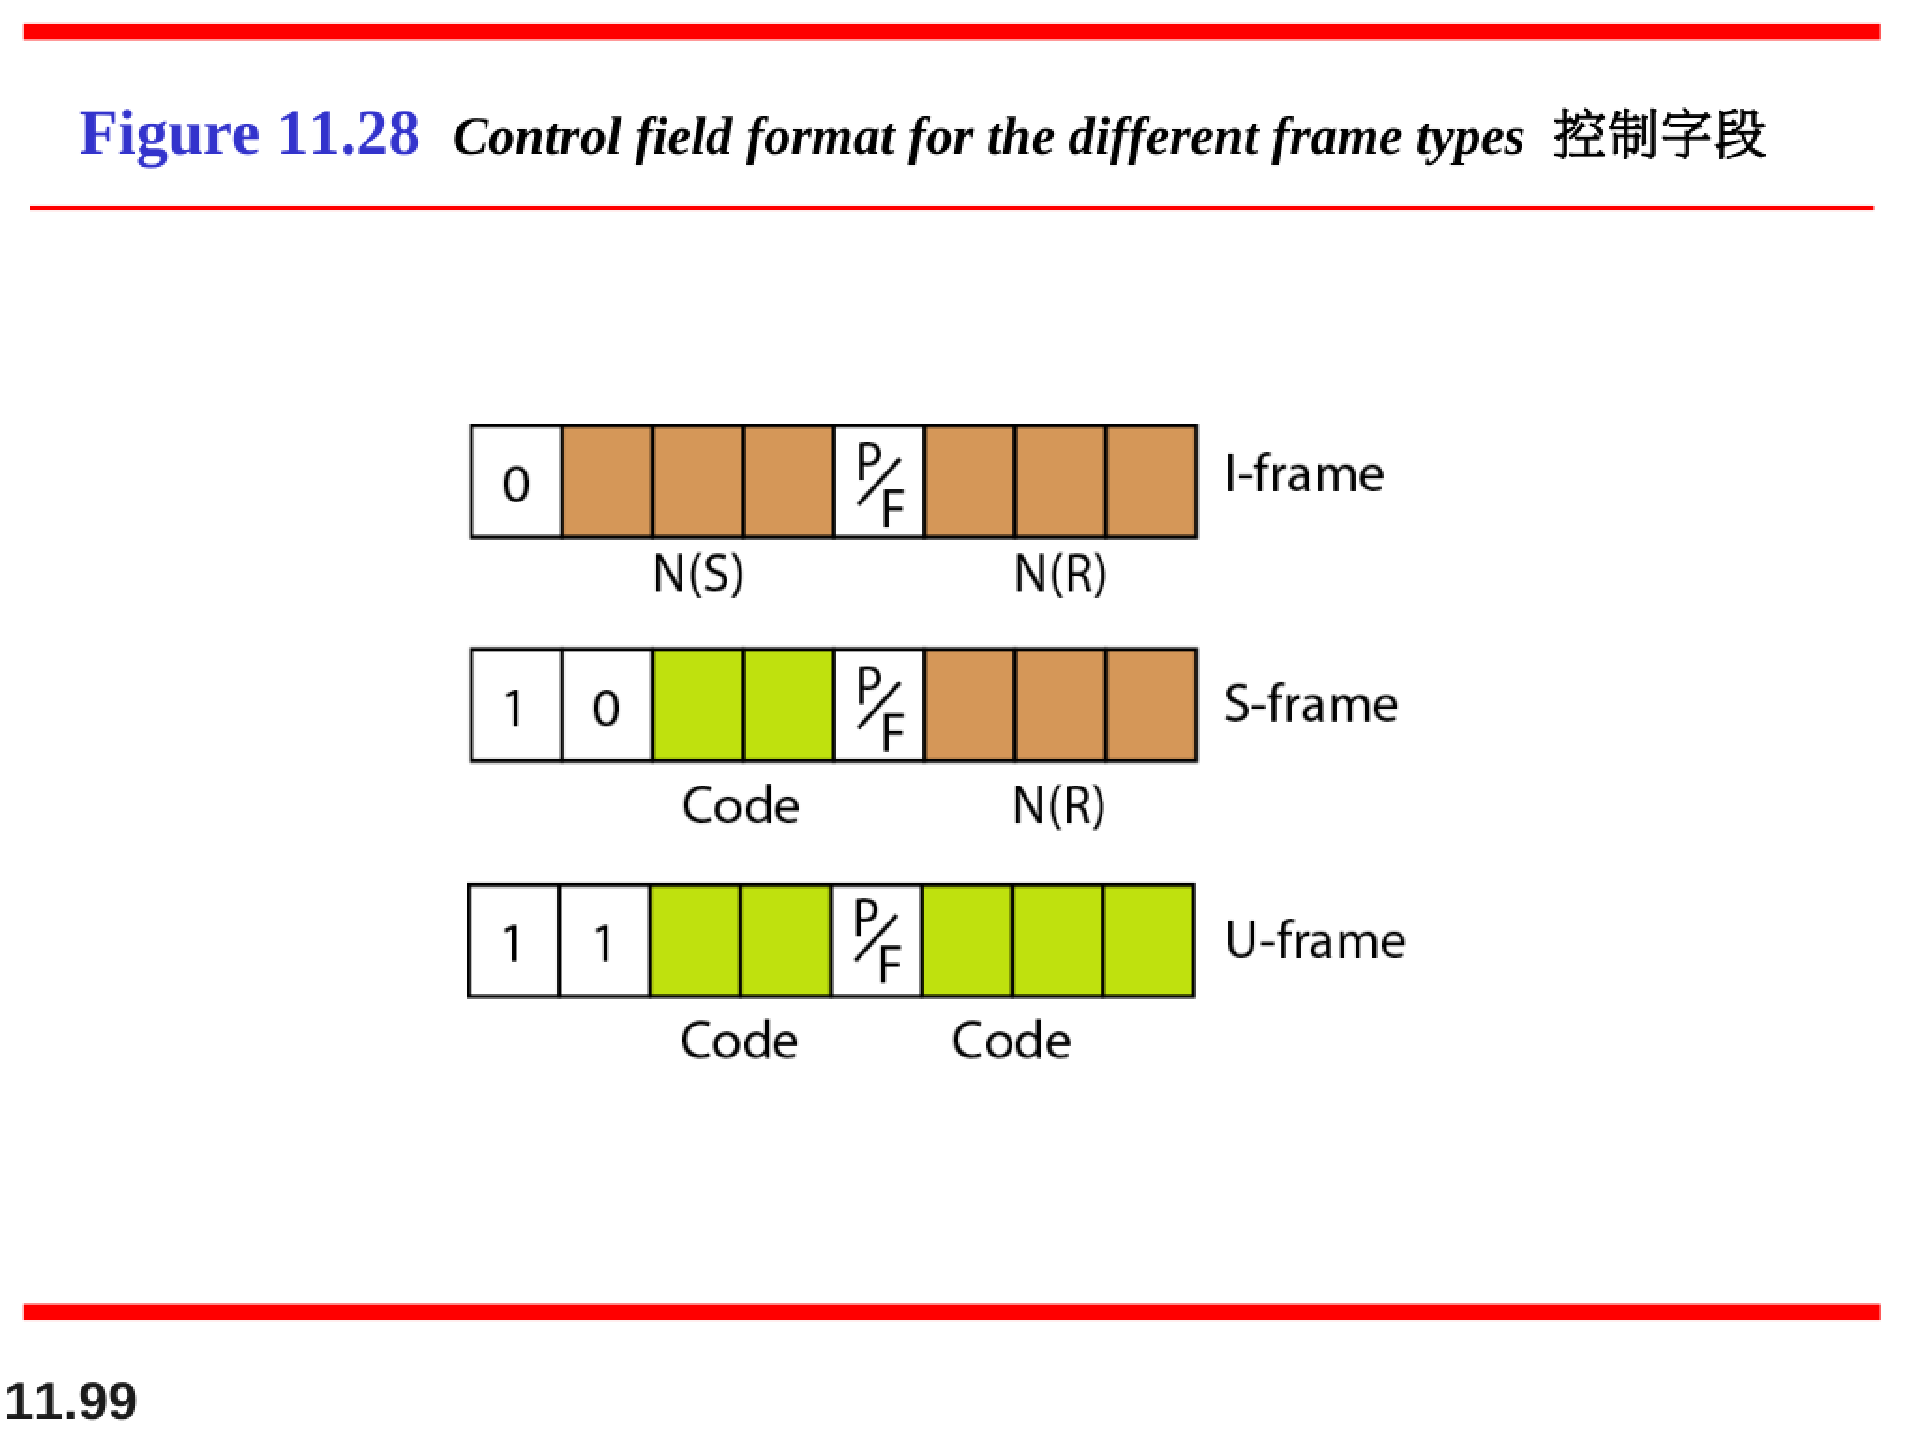 Figure 11.28 Control field format for the different frame types 控制字段
0 P/F I-frame
N(S) N(R)
1 0 P/F S-frame
Code N(R)
1 1 P/F U-frame
Code Code
11.99